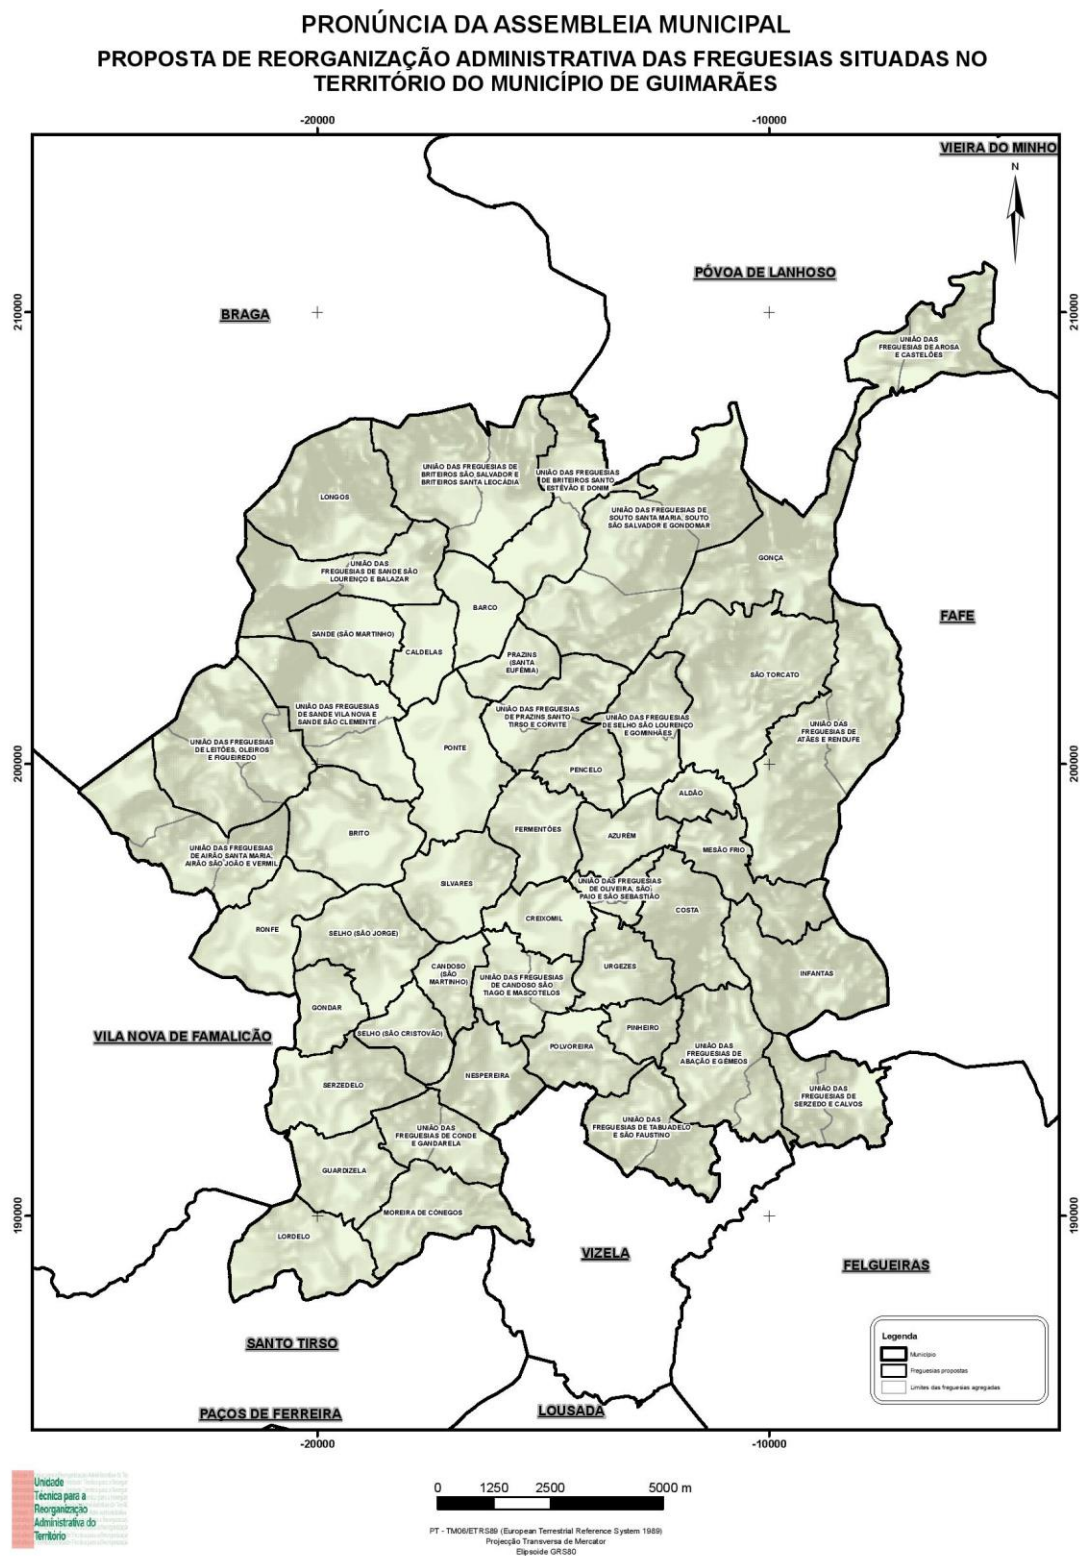 PRONÚNCIA DA ASSEMBLEIA MUNICIPAL
PROPOSTA DE REORGANIZAÇÃO ADMINISTRATIVA DAS FREGUESIAS SITUADAS NO
TERRITÓRIO DO MUNICÍPIO DE GUIMARÃES
-20000
-10000
VIEIRA DO MINHO
N
PÓVOA DE LANHOSO
BRAGA
210000
210000
UNIÃO DAS
FREGUESIAS DE AROSA
E CASTELÕES
UNIÃO DAS FREGUESIAS DE
BRITEIROS SÃO SALVADOR E
BRITEIROS SANTA LEOCÁDIA
UNIÃO DAS FREGUESIAS
DE BRITEIROS SANTO
ESTÊVÃO E DONIM
LONGOS
UNIÃO DAS FREGUESIAS DE
SOUTO SANTA MARIA, SOUTO
SÃO SALVADOR E GONDOMAR
GONÇA
UNIÃO DAS
FREGUESIAS DE SANDE SÃO
LOURENÇO E BALAZAR
BARCO
FAFE
SANDE (SÃO MARTINHO)
CALDELAS
PRAZINS
(SANTA
EUFÉMIA)
SÃO TORCATO
UNIÃO DAS FREGUESIAS
DE SANDE VILA NOVA E
SANDE SÃO CLEMENTE
UNIÃO DAS FREGUESIAS
DE PRAZINS SANTO
TIRSO E CORVITE
UNIÃO DAS FREGUESIAS
DE SELHO SÃO LOURENÇO
E GOMINHÃES
UNIÃO DAS
FREGUESIAS DE
ATÃES E RENDUFE
UNIÃO DAS FREGUESIAS
DE LEITÕES, OLEIROS
E FIGUEIREDO
PONTE
PENCELO
200000
200000
ALDÃO
BRITO
FERMENTÕES
AZURÉM
MESÃO FRIO
UNIÃO DAS FREGUESIAS
DE AIRÃO SANTA MARIA,
AIRÃO SÃO JOÃO E VERMIL
SILVARES
UNIÃO DAS FREGUESIAS
DE OLIVEIRA, SÃO
PAIO E SÃO SEBASTIÃO
COSTA
CREIXOMIL
RONFE
SELHO (SÃO JORGE)
CANDOSO
(SÃO
MARTINHO)
UNIÃO DAS FREGUESIAS
DE CANDOSO SÃO
TIAGO E MASCOTELOS
URGEZES
INFANTAS
GONDAR
VILA NOVA DE FAMALICÃO
SELHO (SÃO CRISTOVÃO)
PINHEIRO
POLVOREIRA
UNIÃO DAS
FREGUESIAS DE
ABAÇÃO E GÉMEOS
NESPEREIRA
SERZEDELO
UNIÃO DAS
FREGUESIAS DE
SERZEDO E CALVOS
UNIÃO DAS
FREGUESIAS DE TABUADELO
E SÃO FAUSTINO
UNIÃO DAS
FREGUESIAS DE CONDE
E GANDARELA
GUARDIZELA
MOREIRA DE CÓNEGOS
190000
190000
LORDELO
VIZELA
FELGUEIRAS
SANTO TIRSO
Legenda
Município
Freguesias propostas
Limites das freguesias agregadas
PAÇOS DE FERREIRA
LOUSADA
-20000
-10000
Unidade
Técnica para a
Reorganização
Administrativa do
Território
0 1250 2500 5000 m
PT - TM06/ETRS89 (European Terrestrial Reference System 1989)
Projecção Transversa de Mercator
Elipsoide GRS80